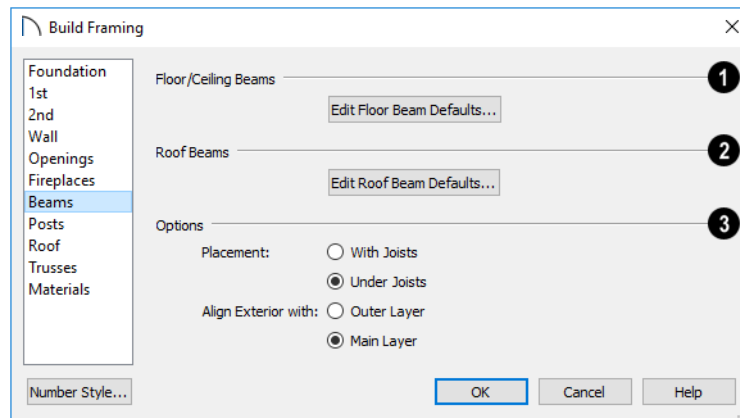 Build Framing
Foundation
1st
2nd
Wall
Openings
Fireplaces
Beams
Posts
Roof
Trusses
Materials
Number Style...
Floor/Ceiling Beams
1
Edit Floor Beam Defaults...
Roof Beams
2
Edit Roof Beam Defaults...
Options
3
Placement:
With Joists
Under Joists
Align Exterior with:
Outer Layer
Main Layer
OK
Cancel
Help